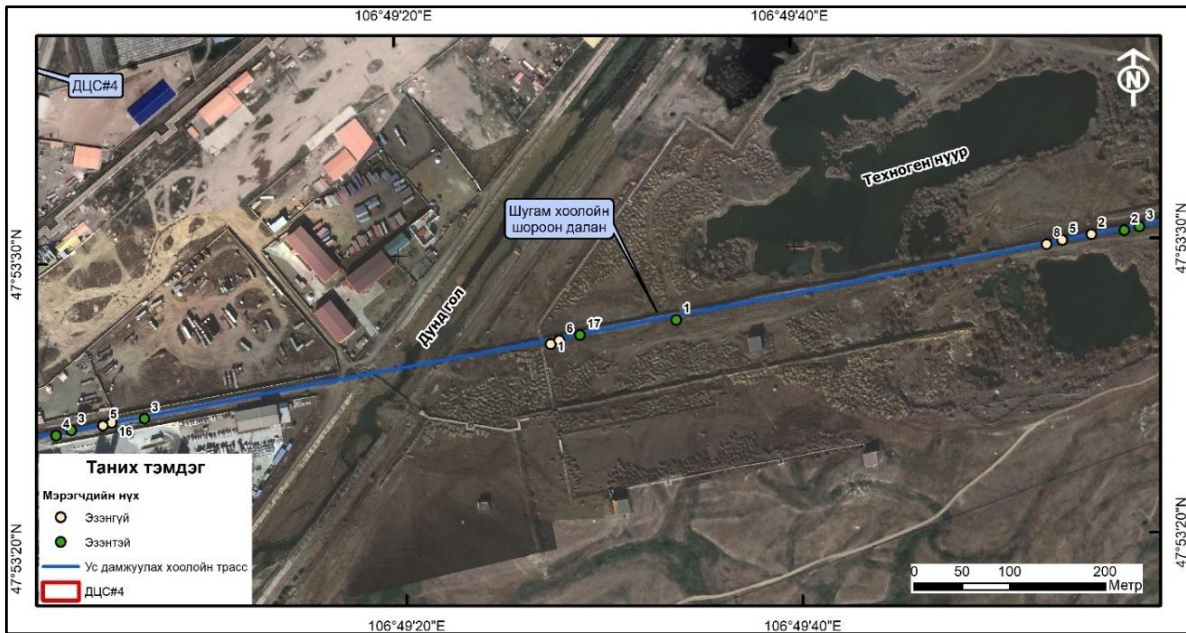 106°49'20"E
106°49'40"E
ДЦС#4
N
Техноген нуур
Шугам хоолойн
шороон далан
Дунд гол
47°53'30"N
47°53'30"N
8
5
2
2
3
1
17
6
1
3
5
16
3
4
47°53'20"N
47°53'20"N
Таних тэмдэг
Мэрэгчдийн нүх
Эзэнгүй
Эзэнтэй
Ус дамжуулах хоолойн трасс
ДЦС#4
0 50 100 200
Метр
106°49'20"E
106°49'40"E